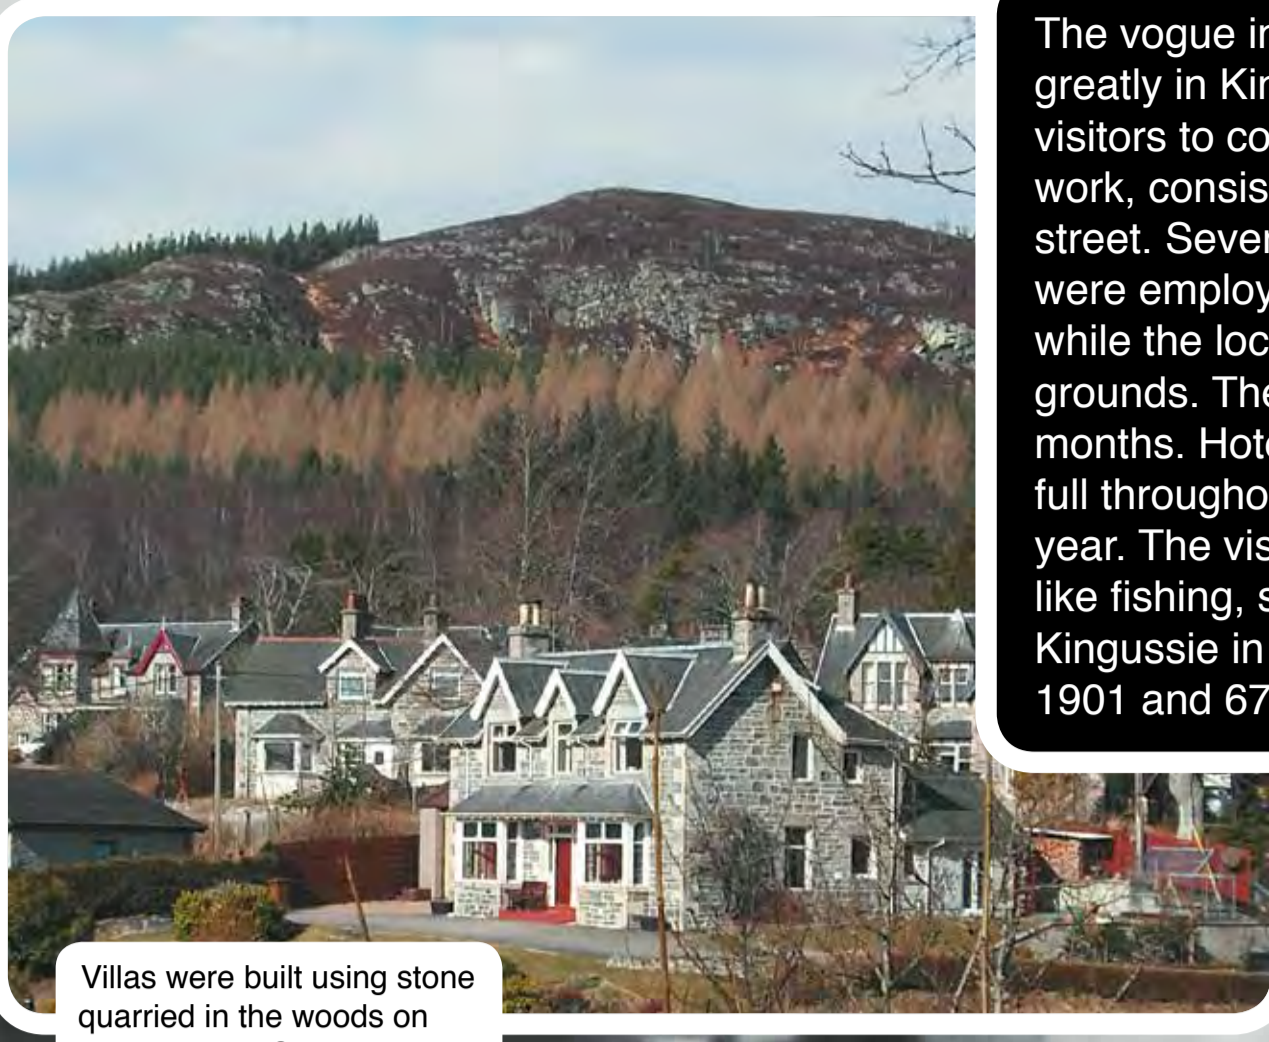 The vogue in
greatly in Kin
visitors to co
work, consis
street. Sever
were employ
while the loc
grounds. The
months. Hot
full througho
year. The vis
like fishing, s
Kingussie in
1901 and 67
Villas were built using stone
quarried in the woods on